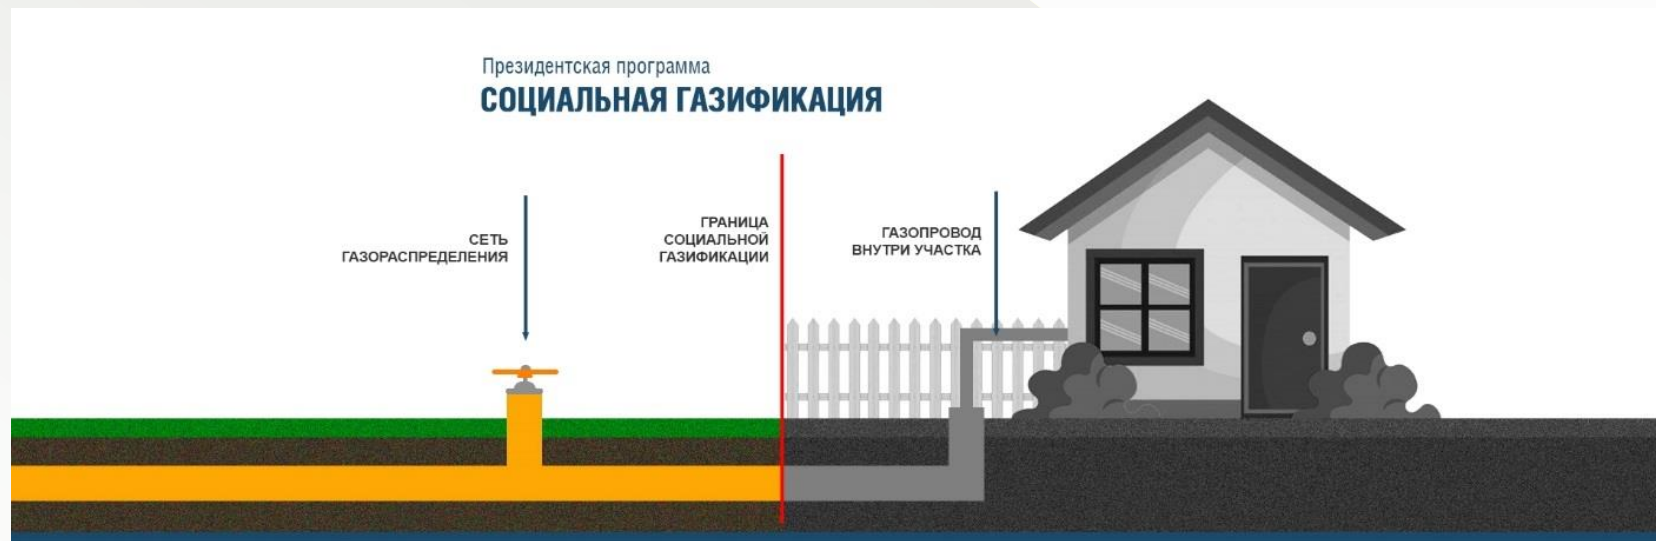 Президентская программа
СОЦИАЛЬНАЯ ГАЗИФИКАЦИЯ
СЕТЬ
ГАЗОРАСПРЕДЕЛЕНИЯ
ГРАНИЦА
СОЦИАЛЬНОЙ
ГАЗИФИКАЦИИ
ГАЗОПРОВОД
ВНУТРИ УЧАСТКА